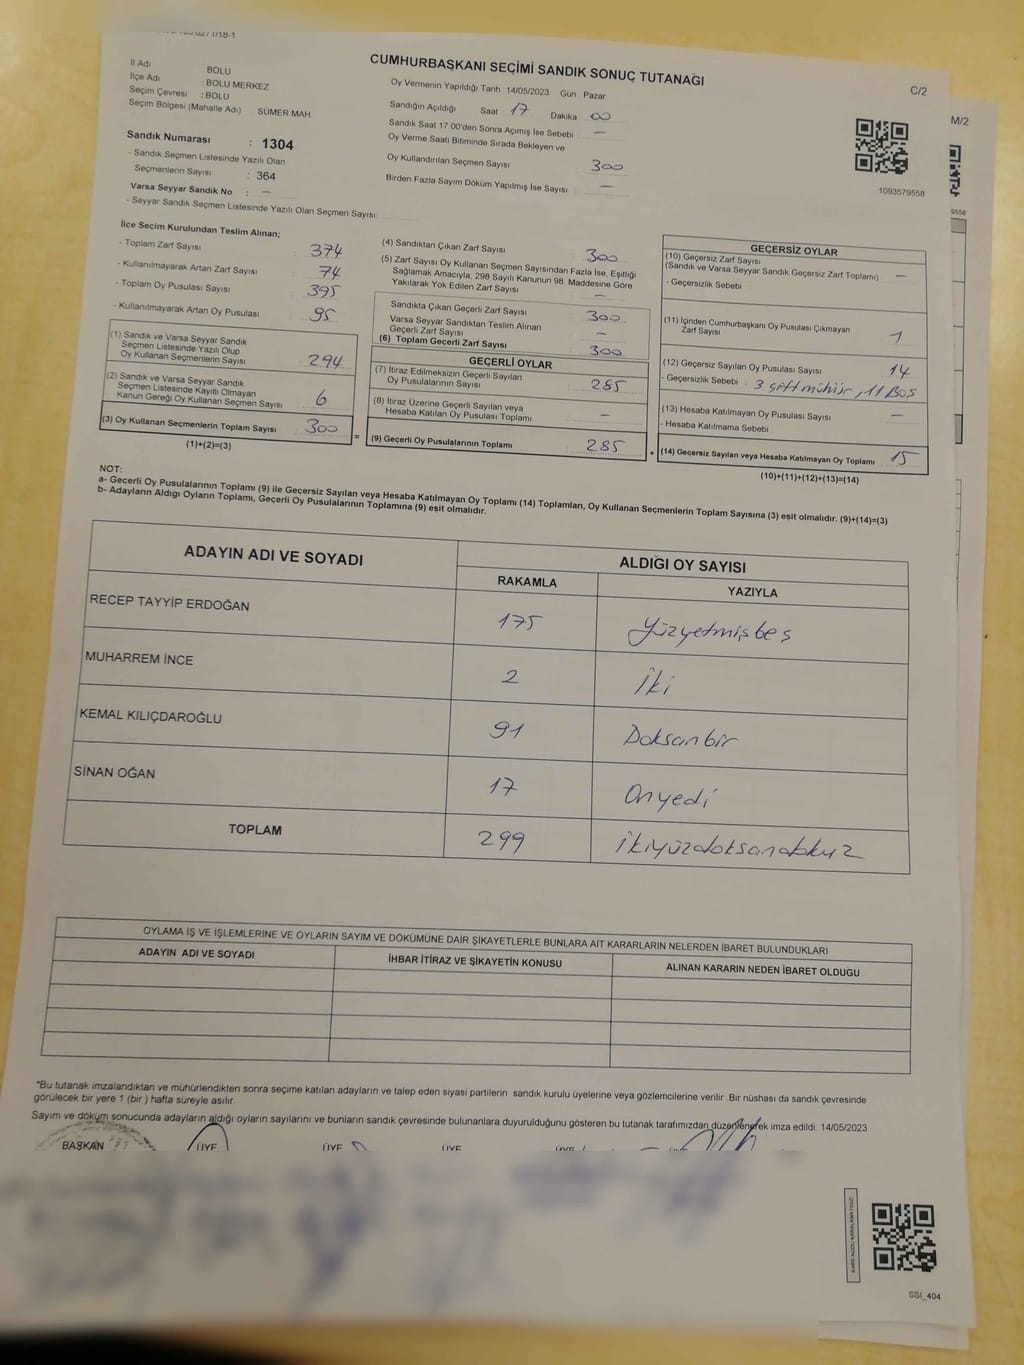 CUMHURBAŞKANI SEÇİMİ SANDIK SONUÇ TUTANAĞI
C/2
M/2
İl Adı BOLU
İlçe Adı BOLU MERKEZ
Seçim Çevresi : BOLU
Seçim Bölgesi (Mahalle Adı) SÜMER MAH
Oy Vermenin Yapıldığı Tarih 14/05/2023 Gün Pazar
Sandığın Açıldığı Saat 17 Dakika 00
Sandık Saat 17 00'den Sonra Açımış İse Sebebi —
Oy Verme Saati Bitiminde Sırada Bekleyen ve
Oy Kullandırılan Seçmen Sayısı 300
Birden Fazla Sayım Döküm Yapılmış İse Sayısı —
1093579558
Sandık Numarası : 1304
- Sandık Seçmen Listesinde Yazılı Olan
Seçmenlerin Sayısı : 364
Varsa Seyyar Sandık No : —
- Seyyar Sandık Seçmen Listesinde Yazılı Olan Seçmen Sayısı
İlçe Secim Kurulundan Teslim Alınan;
- Toplam Zarf Sayısı 374
- Kullanılmayarak Artan Zarf Sayısı 74
- Toplam Oy Pusulası Sayısı 395
- Kullanılmayarak Artan Oy Pusulası 95
(1) Sandık ve Varsa Seyyar Sandık
Seçmen Listesinde Yazılı Olup
Oy Kullanan Seçmenlerin Sayısı 294
(2) Sandık ve Varsa Seyyar Sandık
Seçmen Listesinde Kayıtlı Olmayan
Kanun Gereği Oy Kullanan Seçmen Sayısı 6
(3) Oy Kullanan Seçmenlerin Toplam Sayısı 300 =
(1)+(2)=(3)
(4) Sandıktan Çıkan Zarf Sayısı 300
(5) Zarf Sayısı Oy Kullanan Seçmen Sayısından Fazla İse, Eşitliği
Sağlamak Amacıyla, 298 Sayılı Kanunun 98. Maddesine Göre
Yakılarak Yok Edilen Zarf Sayısı —
Sandıkta Çıkan Geçerli Zarf Sayısı 300
Varsa Seyyar Sandıktan Teslim Alınan
Geçerli Zarf Sayısı —
(6) Toplam Geçerli Zarf Sayısı 300
GEÇERLİ OYLAR
(7) İtiraz Edilmeksizin Geçerli Sayılan
Oy Pusulalarının Sayısı 285
(8) İtiraz Üzerine Geçerli Sayılan veya
Hesaba Katılan Oy Pusulası Toplamı —
(9) Geçerli Oy Pusulalarının Toplamı 285 +
GEÇERSİZ OYLAR
(10) Geçersiz Zarf Sayısı
(Sandık ve Varsa Seyyar Sandık Geçersiz Zarf Toplamı) —
- Geçersizlik Sebebi
(11) İçinden Cumhurbaşkanı Oy Pusulası Çıkmayan
Zarf Sayısı 1
(12) Geçersiz Sayılan Oy Pusulası Sayısı 14
- Geçersizlik Sebebi : 3 çift mühür, 11 Boş
(13) Hesaba Katılmayan Oy Pusulası Sayısı —
- Hesaba Katılmama Sebebi
(14) Geçersiz Sayılan veya Hesaba Katılmayan Oy Toplamı 15
(10)+(11)+(12)+(13)=(14)
NOT:
a- Gecerli Oy Pusulalarının Toplamı (9) ile Geçersiz Sayılan veya Hesaba Katılmayan Oy Toplamı (14) Toplamları, Oy Kullanan Seçmenlerin Toplam Sayısına (3) eşit olmalıdır. (9)+(14)=(3)
b- Adayların Aldığı Oyların Toplamı, Geçerli Oy Pusulalarının Toplamına (9) eşit olmalıdır.
ADAYIN ADI VE SOYADI
ALDIĞI OY SAYISI
RAKAMLA YAZIYLA
RECEP TAYYİP ERDOĞAN 175 Yüzyetmişbeş
MUHARREM İNCE 2 İki
KEMAL KILIÇDAROĞLU 91 Doksanbir
SİNAN OĞAN 17 Onyedi
TOPLAM 299 İkiyüzdoksandokuz
OYLAMA İŞ VE İŞLEMLERİNE VE OYLARIN SAYIM VE DÖKÜMÜNE DAİR ŞİKAYETLERLE BUNLARA AİT KARARLARIN NELERDEN İBARET BULUNDUKLARI
ADAYIN ADI VE SOYADI İHBAR İTİRAZ VE ŞİKAYETİN KONUSU ALINAN KARARIN NEDEN İBARET OLDUGU
"Bu tutanak imzalandıktan ve mühürlendikten sonra seçime katılan adayların ve talep eden siyasi partilerin sandık kurulu üyelerine veya gözlemcilerine verilir. Bir nüshası da sandık çevresinde
görülecek bir yere 1 (bir ) hafta süreyle asılır.
Sayım ve döküm sonucunda adayların aldığı oyların sayılarını ve bunların sandık çevresinde bulunanlara duyurulduğunu gösteren bu tutanak tarafımızdan düzenlenerek imza edildi. 14/05/2023
BAŞKAN ÜYE ÜYE ÜYE
SSI_404